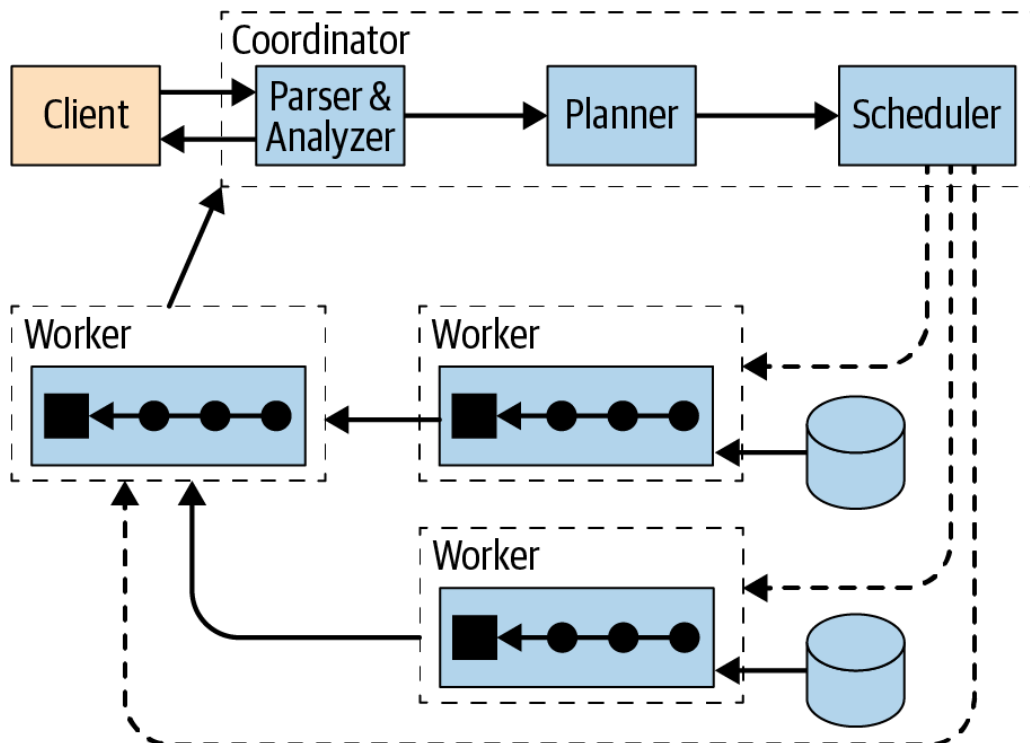 Coordinator
Client
Parser &
Analyzer
Planner
Scheduler
Worker
Worker
Worker